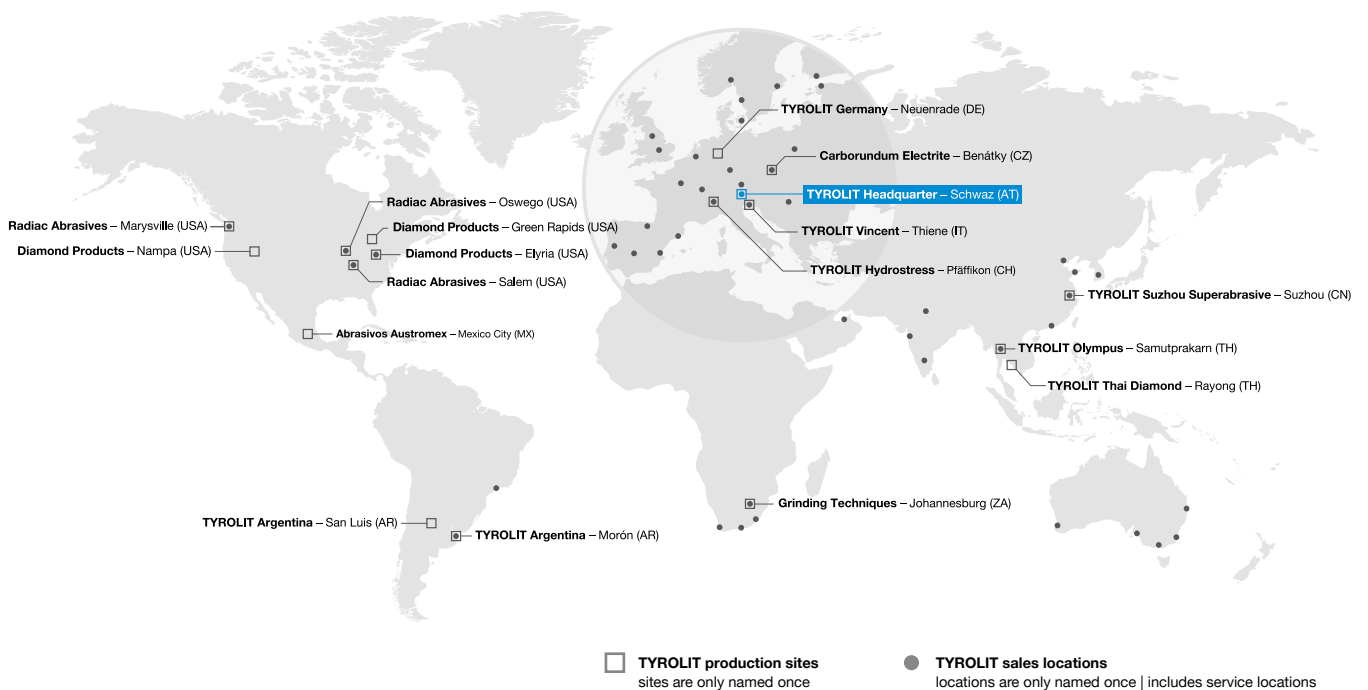 TYROLIT Germany – Neuenrade (DE)
Carborundum Electrite – Benátky (CZ)
TYROLIT Headquarter – Schwaz (AT)
Radiac Abrasives – Oswego (USA)
Radiac Abrasives – Marysville (USA)
Diamond Products – Green Rapids (USA)
TYROLIT Vincent – Thiene (IT)
Diamond Products – Nampa (USA)
Diamond Products – Elyria (USA)
TYROLIT Hydrostress – Pfäffikon (CH)
Radiac Abrasives – Salem (USA)
TYROLIT Suzhou Superabrasive – Suzhou (CN)
Abrasivos Austromex – Mexico City (MX)
TYROLIT Olympus – Samutprakarn (TH)
TYROLIT Thai Diamond – Rayong (TH)
Grinding Techniques – Johannesburg (ZA)
TYROLIT Argentina – San Luis (AR)
TYROLIT Argentina – Morón (AR)
TYROLIT production sites
sites are only named once
TYROLIT sales locations
locations are only named once | includes service locations